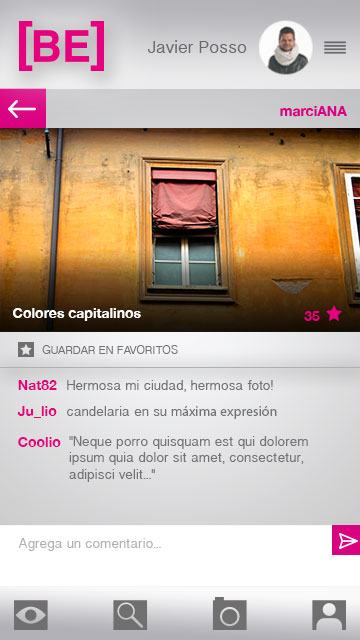 [BE]
Javier Posso
marciANA
Colores capitalinos
35
GUARDAR EN FAVORITOS
Nat82 Hermosa mi ciudad, hermosa foto!
Ju_lio candelaria en su máxima expresión
Coolio "Neque porro quisquam est qui dolorem
ipsum quia dolor sit amet, consectetur,
adipisci velit..."
Agrega un comentario...